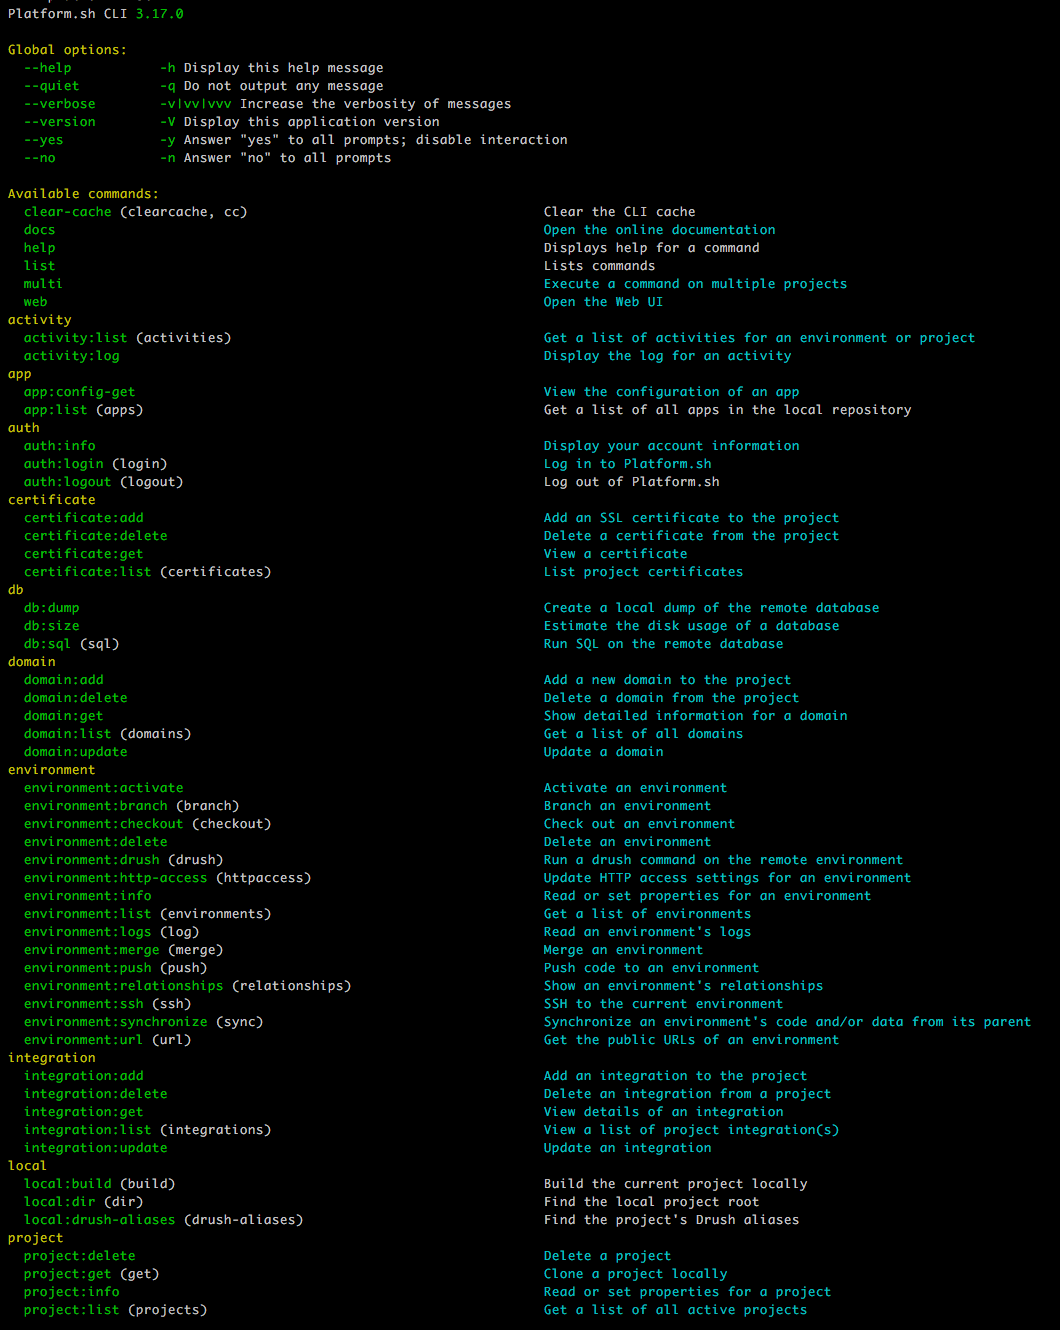 Platform.sh CLI 3.17.0
Global options:
--help -h Display this help message
--quiet -q Do not output any message
--verbose -v|vv|vvv Increase the verbosity of messages
--version -V Display this application version
--yes -y Answer "yes" to all prompts; disable interaction
--no -n Answer "no" to all prompts
Available commands:
clear-cache (clearcache, cc) Clear the CLI cache
docs Open the online documentation
help Displays help for a command
list Lists commands
multi Execute a command on multiple projects
web Open the Web UI
activity
activity:list (activities) Get a list of activities for an environment or project
activity:log Display the log for an activity
app
app:config-get View the configuration of an app
app:list (apps) Get a list of all apps in the local repository
auth
auth:info Display your account information
auth:login (login) Log in to Platform.sh
auth:logout (logout) Log out of Platform.sh
certificate
certificate:add Add an SSL certificate to the project
certificate:delete Delete a certificate from the project
certificate:get View a certificate
certificate:list (certificates) List project certificates
db
db:dump Create a local dump of the remote database
db:size Estimate the disk usage of a database
db:sql (sql) Run SQL on the remote database
domain
domain:add Add a new domain to the project
domain:delete Delete a domain from the project
domain:get Show detailed information for a domain
domain:list (domains) Get a list of all domains
domain:update Update a domain
environment
environment:activate Activate an environment
environment:branch (branch) Branch an environment
environment:checkout (checkout) Check out an environment
environment:delete Delete an environment
environment:drush (drush) Run a drush command on the remote environment
environment:http-access (httpaccess) Update HTTP access settings for an environment
environment:info Read or set properties for an environment
environment:list (environments) Get a list of environments
environment:logs (log) Read an environment's logs
environment:merge (merge) Merge an environment
environment:push (push) Push code to an environment
environment:relationships (relationships) Show an environment's relationships
environment:ssh (ssh) SSH to the current environment
environment:synchronize (sync) Synchronize an environment's code and/or data from its parent
environment:url (url) Get the public URLs of an environment
integration
integration:add Add an integration to the project
integration:delete Delete an integration from a project
integration:get View details of an integration
integration:list (integrations) View a list of project integration(s)
integration:update Update an integration
local
local:build (build) Build the current project locally
local:dir (dir) Find the local project root
local:drush-aliases (drush-aliases) Find the project's Drush aliases
project
project:delete Delete a project
project:get (get) Clone a project locally
project:info Read or set properties for a project
project:list (projects) Get a list of all active projects